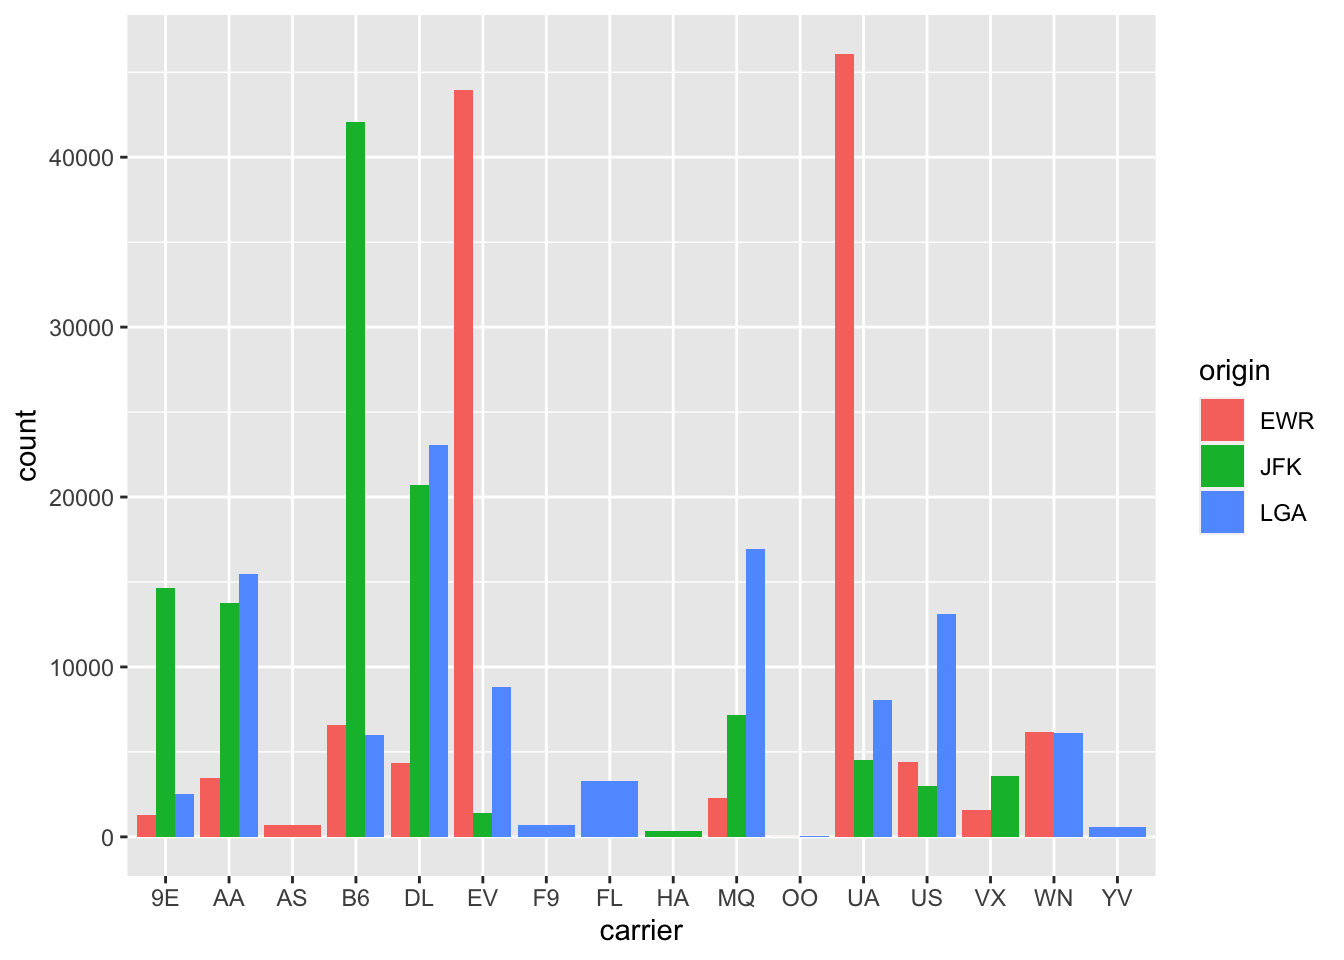 count
40000
30000
20000
10000
0
9E AA AS B6 DL EV F9 FL HA MQ OO UA US VX WN YV
carrier
origin
EWR
JFK
LGA